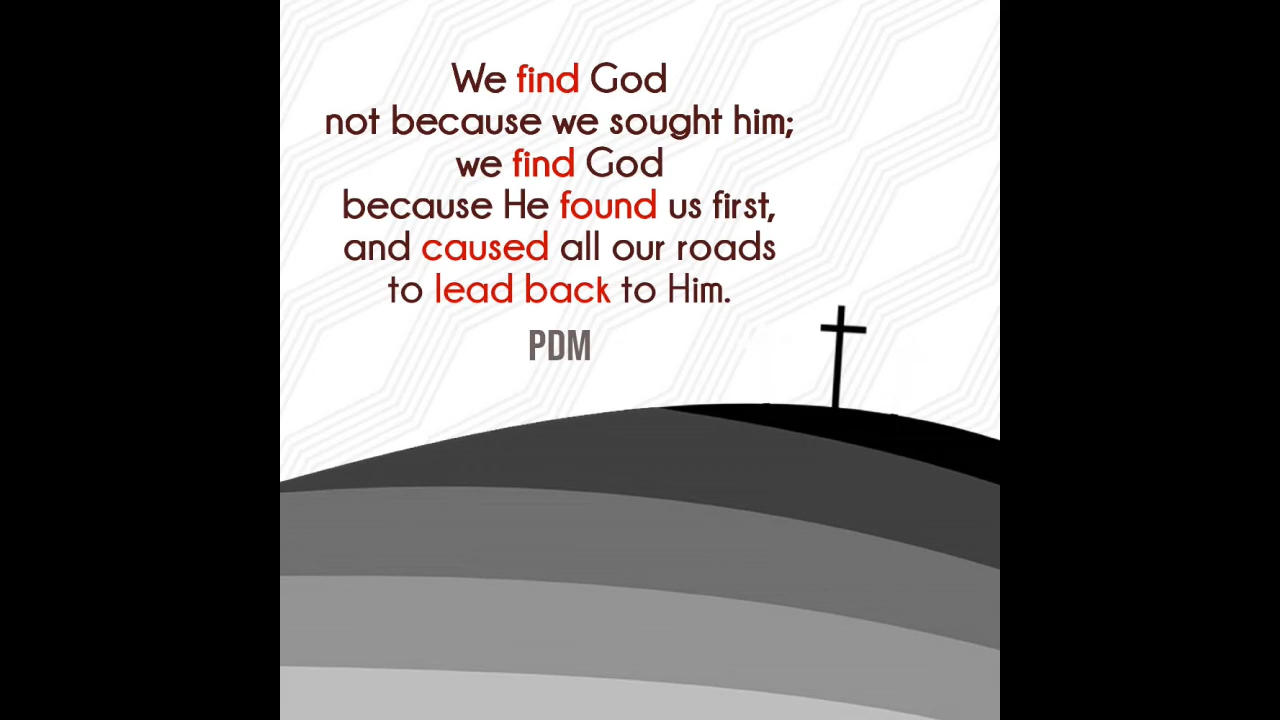 We find God
not because we sought him;
we find God
because He found us first,
and caused all our roads
to lead back to Him.
PDM